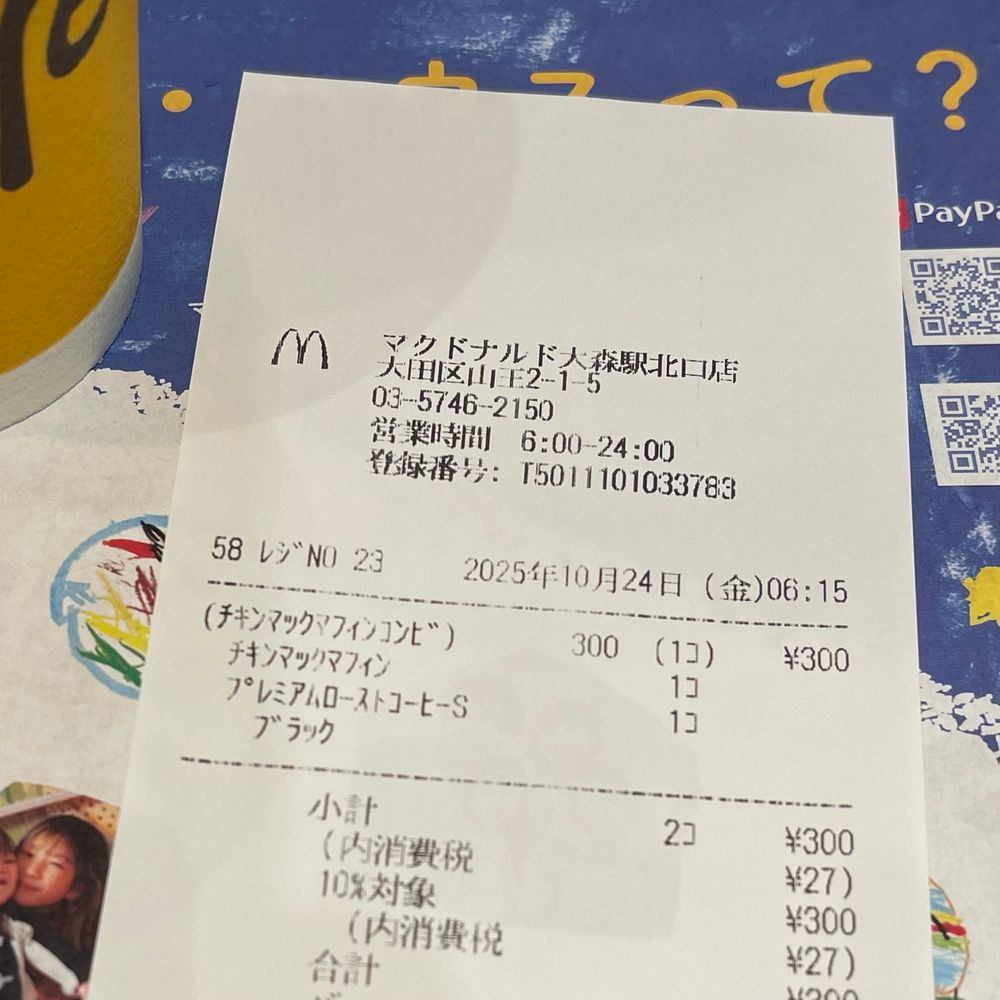 って?
PayPa
マクドナルド大森駅北口店
大田区山王2-1-5
03-5746-2150
営業時間 6:00-24:00
登録番号: T5011101033783
58 レジNO 23 2025年10月24日 (金)06:15
(チキンマックマフィンコンビ) 300 (1コ) ¥300
チキンマックマフィン 1コ
プレミアムローストコーヒーS 1コ
ブラック
小計 2コ ¥300
(内消費税 ¥27)
10%対象 ¥300
(内消費税 ¥27)
合計 ¥300